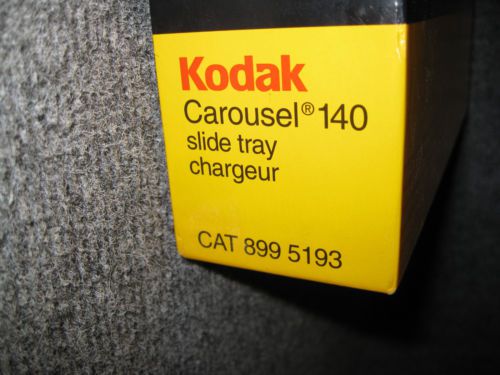 Kodak
Carousel® 140
slide tray
chargeur
CAT 899 5193